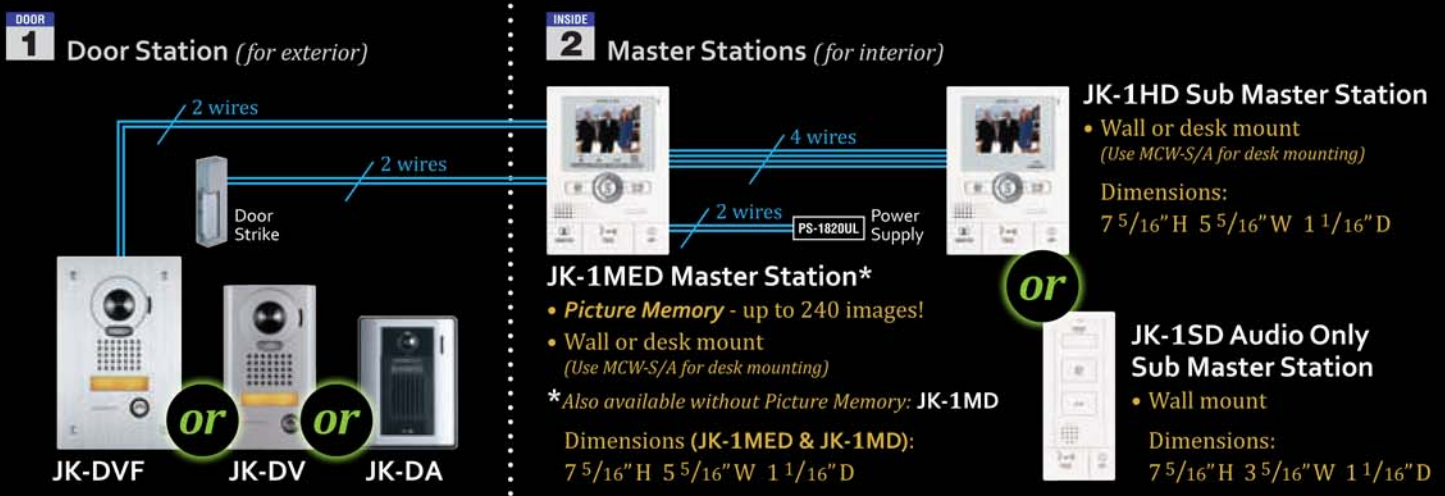 DOOR
1
Door Station (for exterior)
2 wires
2 wires
Door
Strike
or
or
JK-DVF
JK-DV
JK-DA
INSIDE
2
Master Stations (for interior)
4 wires
2 wires
PS-1820UL
Power
Supply
JK-1MED Master Station*
• Picture Memory - up to 240 images!
• Wall or desk mount
(Use MCW-S/A for desk mounting)
*Also available without Picture Memory: JK-1MD
Dimensions (JK-1MED & JK-1MD):
7 5/16"H 5 5/16"W 1 1/16"D
JK-1HD Sub Master Station
• Wall or desk mount
(Use MCW-S/A for desk mounting)
Dimensions:
7 5/16"H 5 5/16"W 1 1/16"D
or
JK-1SD Audio Only
Sub Master Station
• Wall mount
Dimensions:
7 5/16"H 3 5/16"W 1 1/16"D